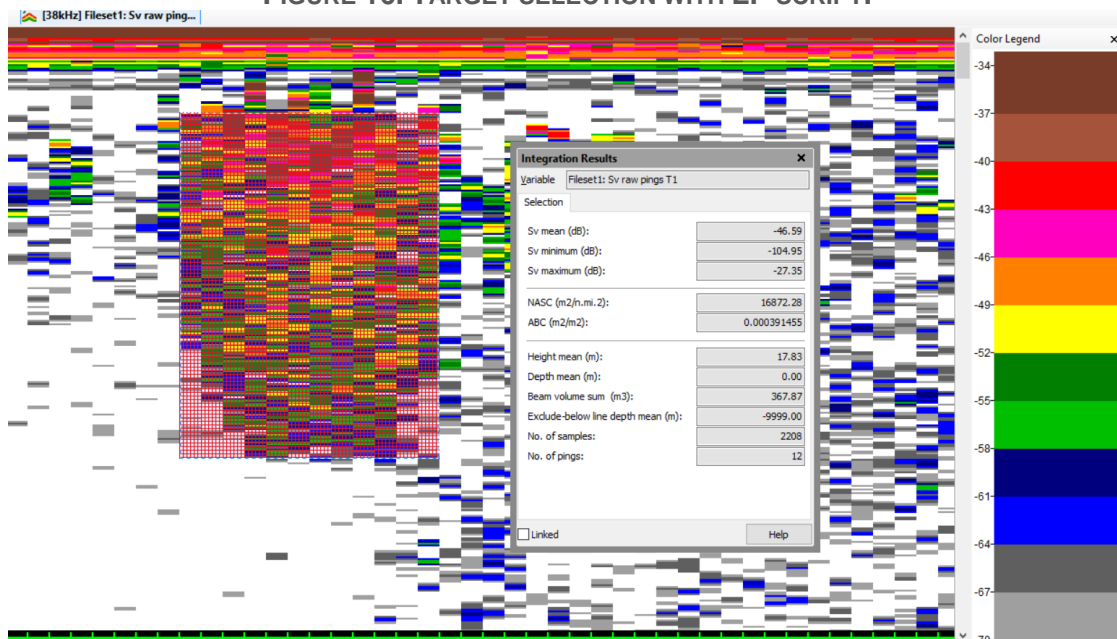 FIGURE 10. TARGET SELECTION WITH EP SCRIPT.
[38kHz] Fileset1: Sv raw ping...
Color Legend
-34
-37
-40
-43
-46
-49
-52
-55
-58
-61
-64
-67
-70
Integration Results
Variable Fileset1: Sv raw pings T1
Selection
Sv mean (dB): -46.59
Sv minimum (dB): -104.95
Sv maximum (dB): -27.35
NASC (m2/n.mi.2): 16872.28
ABC (m2/m2): 0.000391455
Height mean (m): 17.83
Depth mean (m): 0.00
Beam volume sum (m3): 367.87
Exclude-below line depth mean (m): -9999.00
No. of samples: 2208
No. of pings: 12
Linked
Help